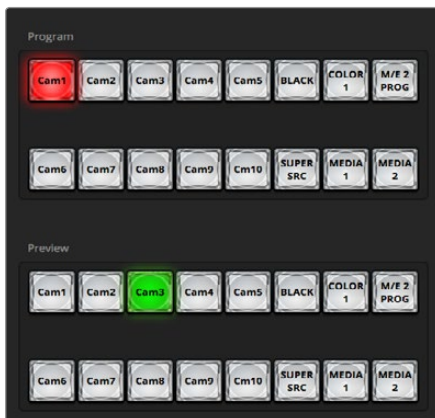 Program
Cam1 Cam2 Cam3 Cam4 Cam5 BLACK COLOR 1 M/E 2 PROG
Cam6 Cam7 Cam8 Cam9 Cm10 SUPER SRC MEDIA 1 MEDIA 2
Preview
Cam1 Cam2 Cam3 Cam4 Cam5 BLACK COLOR 1 M/E 2 PROG
Cam6 Cam7 Cam8 Cam9 Cm10 SUPER SRC MEDIA 1 MEDIA 2